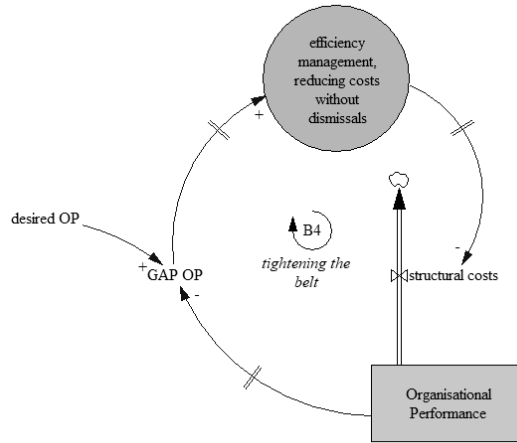 efficiency
management,
reducing costs
without
dismissals
+
-
desired OP
B4
tightening the
belt
+
GAP OP
-
structural costs
Organisational
Performance